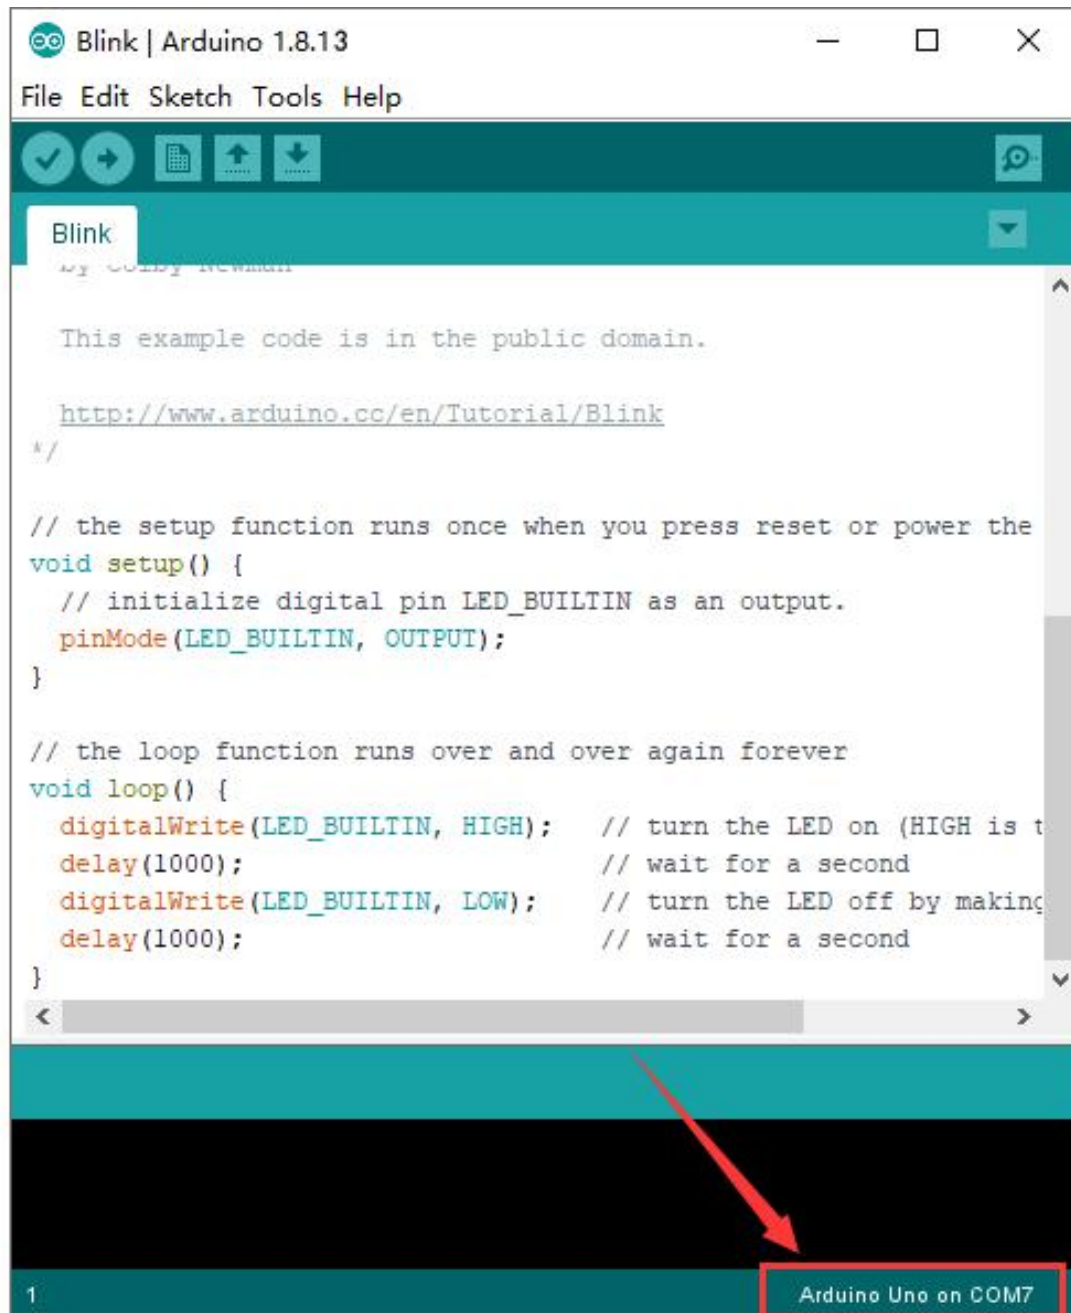 Blink | Arduino 1.8.13
File Edit Sketch Tools Help
Blink
by Colby Newman
This example code is in the public domain.
http://www.arduino.cc/en/Tutorial/Blink
*/
// the setup function runs once when you press reset or power the
void setup() {
  // initialize digital pin LED_BUILTIN as an output.
  pinMode(LED_BUILTIN, OUTPUT);
}
// the loop function runs over and over again forever
void loop() {
  digitalWrite(LED_BUILTIN, HIGH);   // turn the LED on (HIGH is t
  delay(1000);                       // wait for a second
  digitalWrite(LED_BUILTIN, LOW);    // turn the LED off by making
  delay(1000);                       // wait for a second
}
1
Arduino Uno on COM7